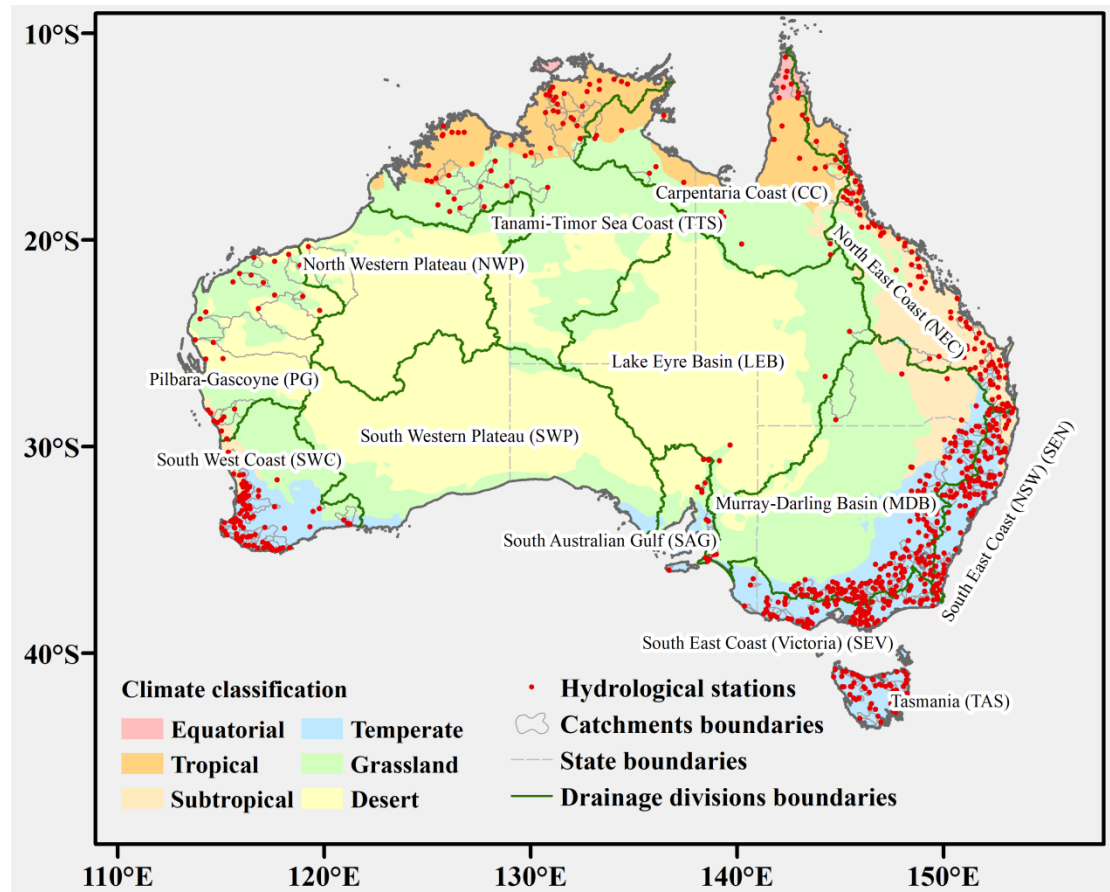 10°S
20°S
30°S
40°S
Carpentaria Coast (CC)
Tanami-Timor Sea Coast (TTS)
North Western Plateau (NWP)
North East Coast (NEC)
Lake Eyre Basin (LEB)
Pilbara-Gascoyne (PG)
South Western Plateau (SWP)
South West Coast (SWC)
Murray-Darling Basin (MDB)
South East Coast (NSW) (SEN)
South Australian Gulf (SAG)
South East Coast (Victoria) (SEV)
Tasmania (TAS)
Climate classification
Equatorial
Temperate
Tropical
Grassland
Subtropical
Desert
Hydrological stations
Catchments boundaries
State boundaries
Drainage divisions boundaries
110°E
120°E
130°E
140°E
150°E